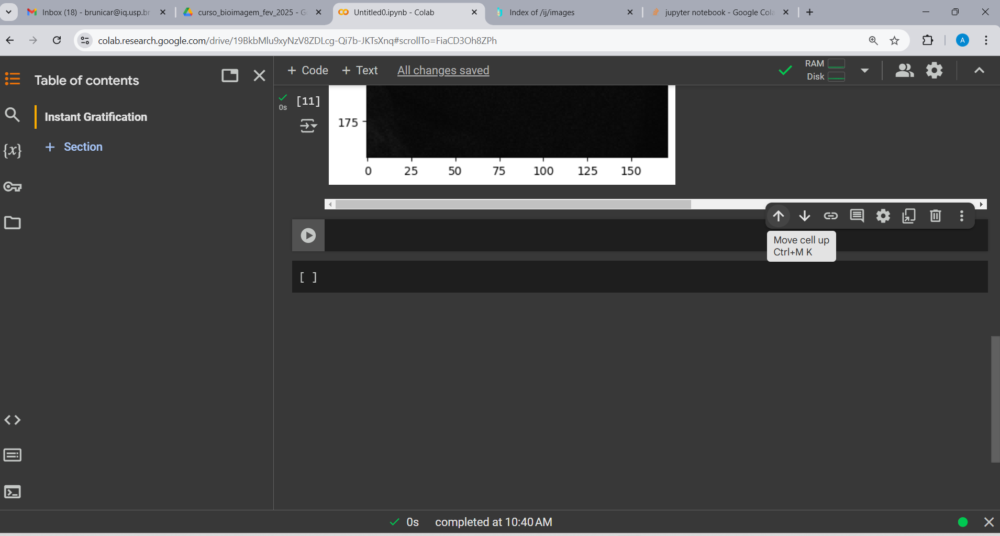 Inbox (18) - brunicar@iq.usp.br
curso_bioimagem_fev_2025 - G
Untitled0.ipynb - Colab
Index of /ij/images
jupyter notebook - Google Cola
colab.research.google.com/drive/19BkbMlu9xyNzV8ZDLcg-Qi7b-JKTsXnq#scrollTo=FiaCD3Oh8ZPh
A
Table of contents
+ Code + Text All changes saved
RAM
Disk
Instant Gratification
+ Section
{x}
[11]
0s
175
0 25 50 75 100 125 150
Move cell up
Ctrl+M K
[ ]
0s completed at 10:40 AM